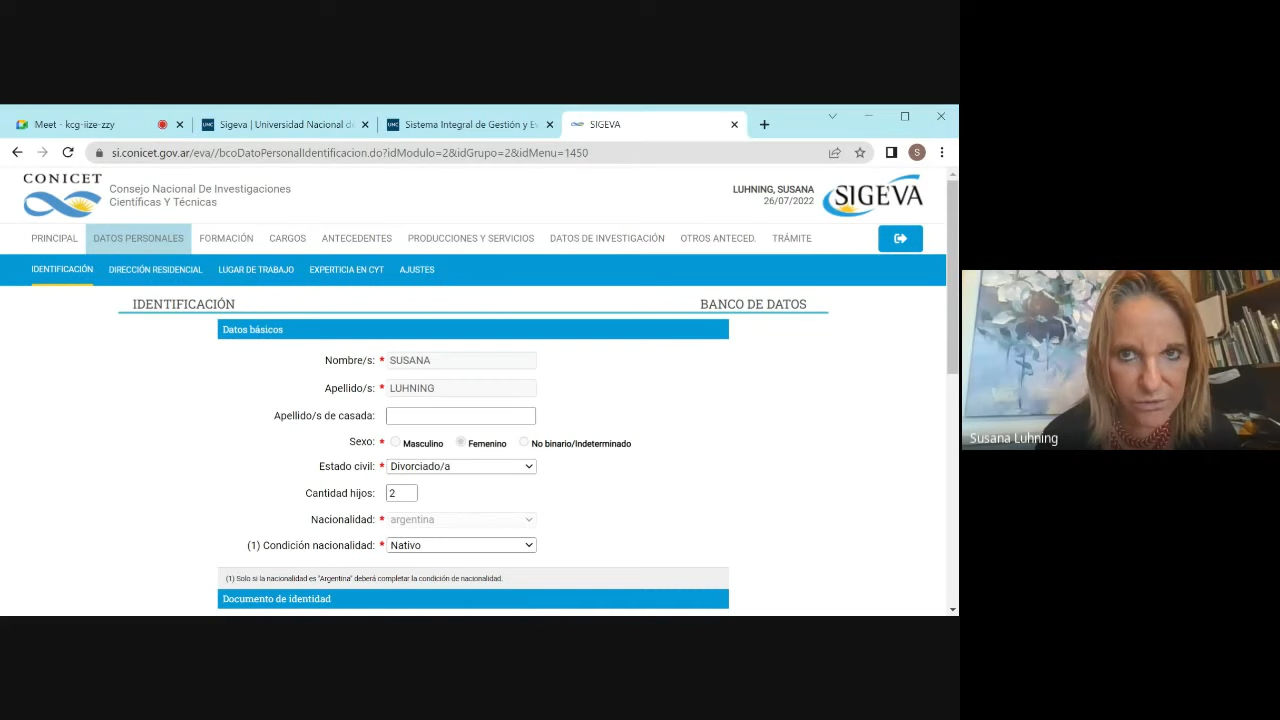 Meet - kcg-iize-zzy
Sigeva | Universidad Nacional de
Sistema Integral de Gestión y Ev
SIGEVA
si.conicet.gov.ar/eva//bcoDatoPersonalIdentificacion.do?idModulo=2&idGrupo=2&idMenu=1450
S
CONICET
Consejo Nacional De Investigaciones
Científicas Y Técnicas
LUHNING, SUSANA
26/07/2022
SIGEVA
PRINCIPAL DATOS PERSONALES FORMACIÓN CARGOS ANTECEDENTES PRODUCCIONES Y SERVICIOS DATOS DE INVESTIGACIÓN OTROS ANTECED. TRÁMITE
IDENTIFICACIÓN DIRECCIÓN RESIDENCIAL LUGAR DE TRABAJO EXPERTICIA EN CYT AJUSTES
IDENTIFICACIÓN BANCO DE DATOS
Datos básicos
Nombre/s: * SUSANA
Apellido/s: * LUHNING
Apellido/s de casada:
Sexo: * Masculino Femenino No binario/Indeterminado
Estado civil: * Divorciado/a
Cantidad hijos: 2
Nacionalidad: * argentina
(1) Condición nacionalidad: * Nativo
(1) Solo si la nacionalidad es "Argentina" deberá completar la condición de nacionalidad.
Documento de identidad
Susana Luhning